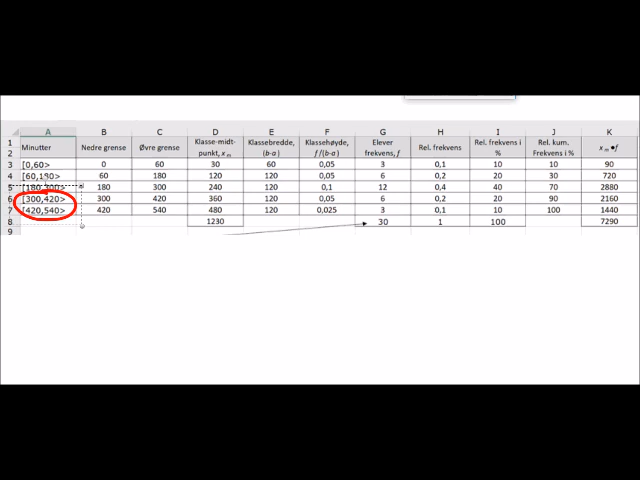 A B C D E F G H I J K
1 Minutter Nedre grense Øvre grense Klasse-midt- Klassebredde, Klassehøyde, Elever Rel. frekvens Rel. frekvens i Rel. kum. x m •f
2 punkt, x m (b-a) f/(b-a) frekvens, f % Frekvens i %
3 [0,60> 0 60 30 60 0,05 3 0,1 10 10 90
4 [60,180> 60 180 120 120 0,05 6 0,2 20 30 720
5 [180,300> 180 300 240 120 0,1 12 0,4 40 70 2880
6 [300,420> 300 420 360 120 0,05 6 0,2 20 90 2160
7 [420,540> 420 540 480 120 0,025 3 0,1 10 100 1440
8 1230 30 1 100 7290
9